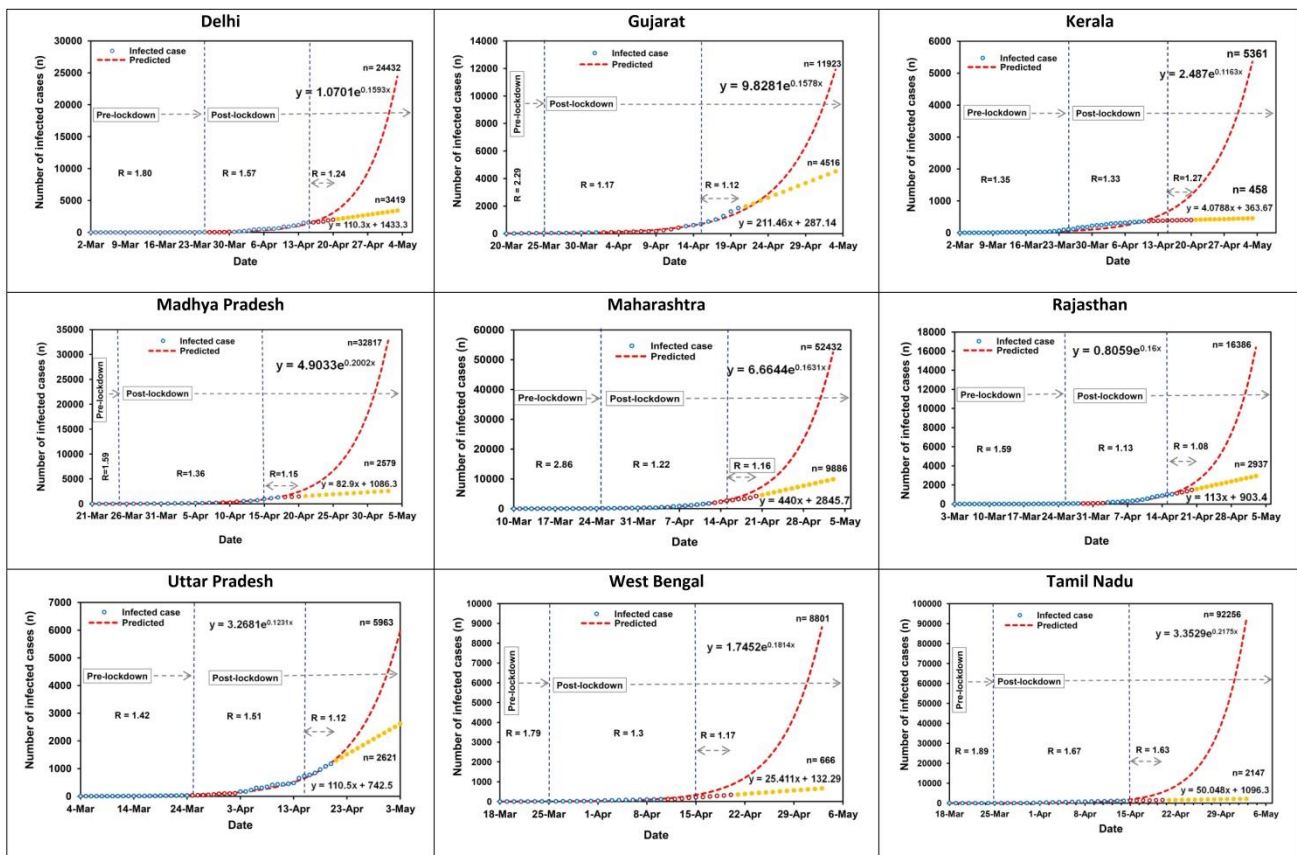 Delhi
30000
25000
20000
15000
10000
5000
0
Number of infected cases (n)
Infected case
Predicted
n= 24432
y = 1.0701e^0.1593x
Pre-lockdown
Post-lockdown
R = 1.80
R = 1.57
R = 1.24
n=3419
y = 110.3x + 1433.3
2-Mar 9-Mar 16-Mar 23-Mar 30-Mar 6-Apr 13-Apr 20-Apr 27-Apr 4-May
Date
Gujarat
14000
12000
10000
8000
6000
4000
2000
0
Number of infected cases (n)
Infected case
Predicted
n= 11923
y = 9.8281e^0.1578x
Pre-lockdown
Post-lockdown
R = 2.29
R = 1.17
R = 1.12
n= 4516
y = 211.46x + 287.14
20-Mar 25-Mar 30-Mar 4-Apr 9-Apr 14-Apr 19-Apr 24-Apr 29-Apr 4-May
Date
Kerala
6000
5000
4000
3000
2000
1000
0
Number of infected cases (n)
Infected case
Predicted
n= 5361
y = 2.487e^0.1163x
Pre-lockdown
Post-lockdown
R=1.35
R=1.33
R=1.27
n= 458
y = 4.0788x + 363.67
2-Mar 9-Mar 16-Mar 23-Mar 30-Mar 6-Apr 13-Apr 20-Apr 27-Apr 4-May
Date
Madhya Pradesh
35000
30000
25000
20000
15000
10000
5000
0
Number of infected cases (n)
Infected case
Predicted
n=32817
y = 4.9033e^0.2002x
Pre-lockdown
Post-lockdown
R=1.59
R=1.36
R=1.15
n= 2579
y = 82.9x + 1086.3
21-Mar 26-Mar 31-Mar 5-Apr 10-Apr 15-Apr 20-Apr 25-Apr 30-Apr 5-May
Date
Maharashtra
60000
50000
40000
30000
20000
10000
0
Number of infected cases (n)
Infected case
Predicted
n= 52432
y = 6.6644e^0.1631x
Pre-lockdown
Post-lockdown
R = 2.86
R = 1.22
R = 1.16
n= 9886
y = 440x + 2845.7
10-Mar 17-Mar 24-Mar 31-Mar 7-Apr 14-Apr 21-Apr 28-Apr 5-May
Date
Rajasthan
18000
16000
14000
12000
10000
8000
6000
4000
2000
0
Number of infected cases (n)
Infected case
Predicted
n= 16386
y = 0.8059e^0.16x
Pre-lockdown
Post-lockdown
R = 1.59
R = 1.13
R = 1.08
n= 2937
y = 113x + 903.4
3-Mar 10-Mar 17-Mar 24-Mar 31-Mar 7-Apr 14-Apr 21-Apr 28-Apr 5-May
Date
Uttar Pradesh
7000
6000
5000
4000
3000
2000
1000
0
Number of infected cases (n)
Infected case
Predicted
n= 5963
y = 3.2681e^0.1231x
Pre-lockdown
Post-lockdown
R = 1.42
R = 1.51
R = 1.12
n= 2621
y = 110.5x + 742.5
4-Mar 14-Mar 24-Mar 3-Apr 13-Apr 23-Apr 3-May
Date
West Bengal
10000
9000
8000
7000
6000
5000
4000
3000
2000
1000
0
Number of infected cases (n)
Infected case
Predicted
n= 8801
y = 1.7452e^0.1814x
Pre-lockdown
Post-lockdown
R = 1.79
R = 1.3
R = 1.17
n= 666
y = 25.411x + 132.29
18-Mar 25-Mar 1-Apr 8-Apr 15-Apr 22-Apr 29-Apr 6-May
Date
Tamil Nadu
100000
90000
80000
70000
60000
50000
40000
30000
20000
10000
0
Number of infected cases (n)
Infected case
Predicted
n= 92256
y = 3.3529e^0.2175x
Pre-lockdown
Post-lockdown
R = 1.89
R = 1.67
R = 1.63
n= 2147
y = 50.048x + 1096.3
18-Mar 25-Mar 1-Apr 8-Apr 15-Apr 22-Apr 29-Apr 6-May
Date